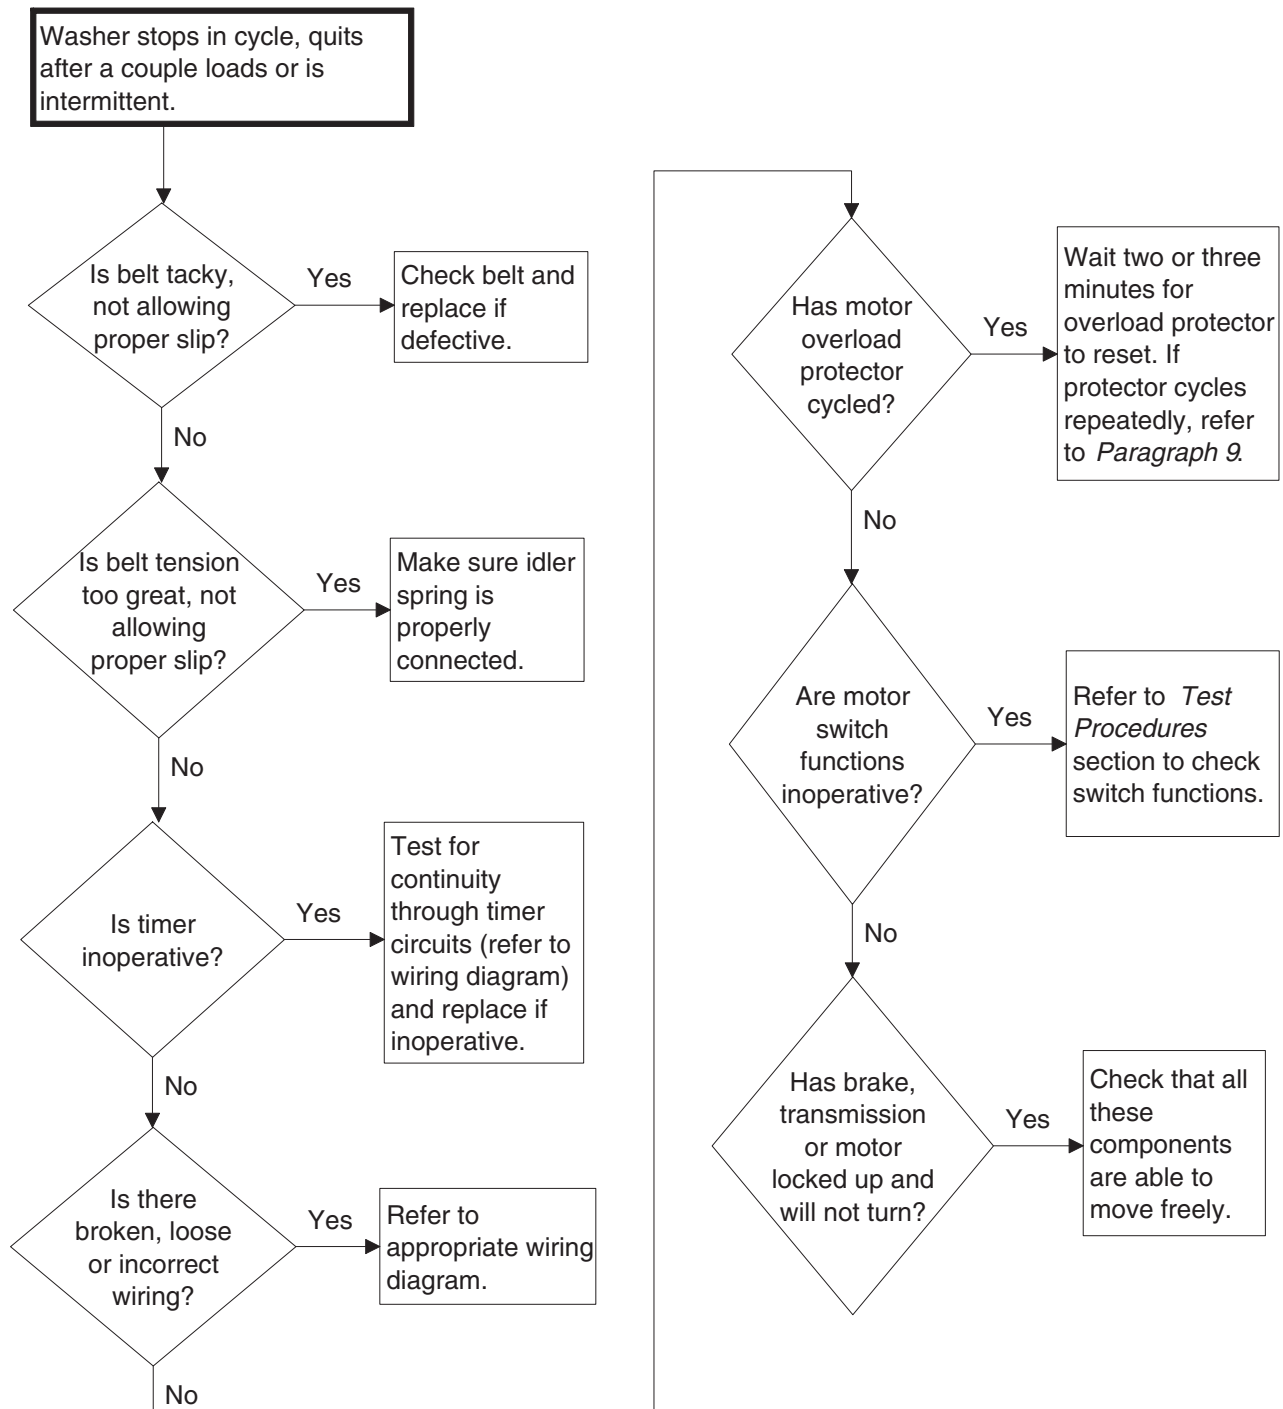 Washer stops in cycle, quits
after a couple loads or is
intermittent.
Is belt tacky,
not allowing
proper slip?
Yes
Check belt and
replace if
defective.
No
Is belt tension
too great, not
allowing
proper slip?
Yes
Make sure idler
spring is
properly
connected.
No
Is timer
inoperative?
Yes
Test for
continuity
through timer
circuits (refer to
wiring diagram)
and replace if
inoperative.
No
Is there
broken, loose
or incorrect
wiring?
Yes
Refer to
appropriate wiring
diagram.
No
Has motor
overload
protector
cycled?
Yes
Wait two or three
minutes for
overload protector
to reset. If
protector cycles
repeatedly, refer
to Paragraph 9.
No
Are motor
switch
functions
inoperative?
Yes
Refer to Test
Procedures
section to check
switch functions.
No
Has brake,
transmission
or motor
locked up and
will not turn?
Yes
Check that all
these
components
are able to
move freely.